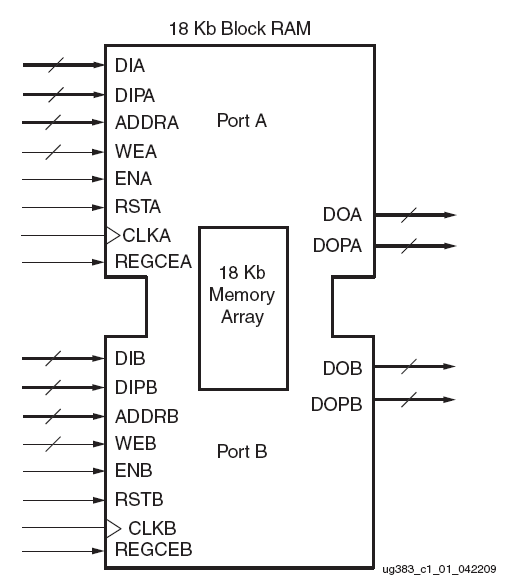 18 Kb Block RAM
DIA
DIPA
ADDRA
Port A
WEA
ENA
RSTA
DOA
CLKA
DOPA
REGCEA
18 Kb
Memory
Array
DIB
DOB
DIPB
DOPB
ADDRB
WEB
Port B
ENB
RSTB
CLKB
REGCEB
ug383_c1_01_042209